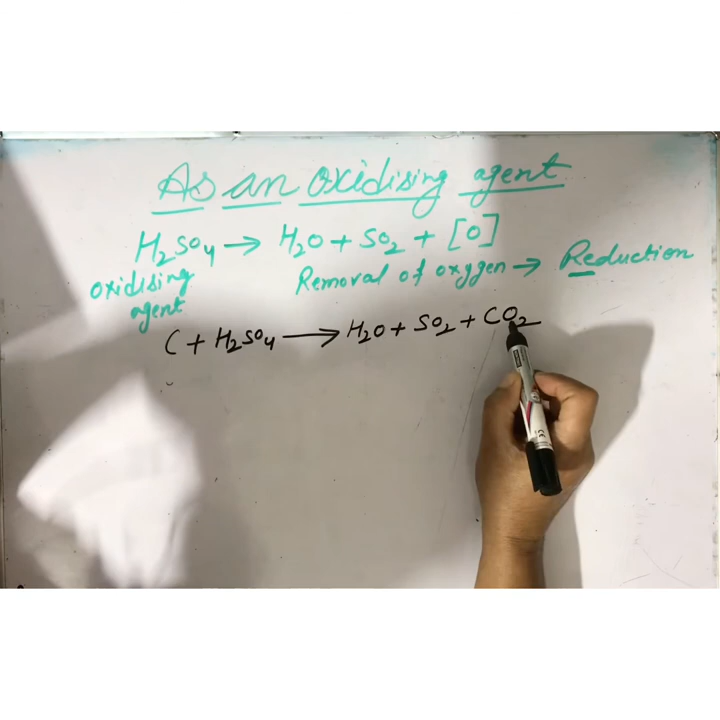 As an oxidising agent
H₂SO₄ → H₂O + SO₂ + [O]
oxidising agent
Removal of oxygen → Reduction
C + H₂SO₄ → H₂O + SO₂ + CO₂